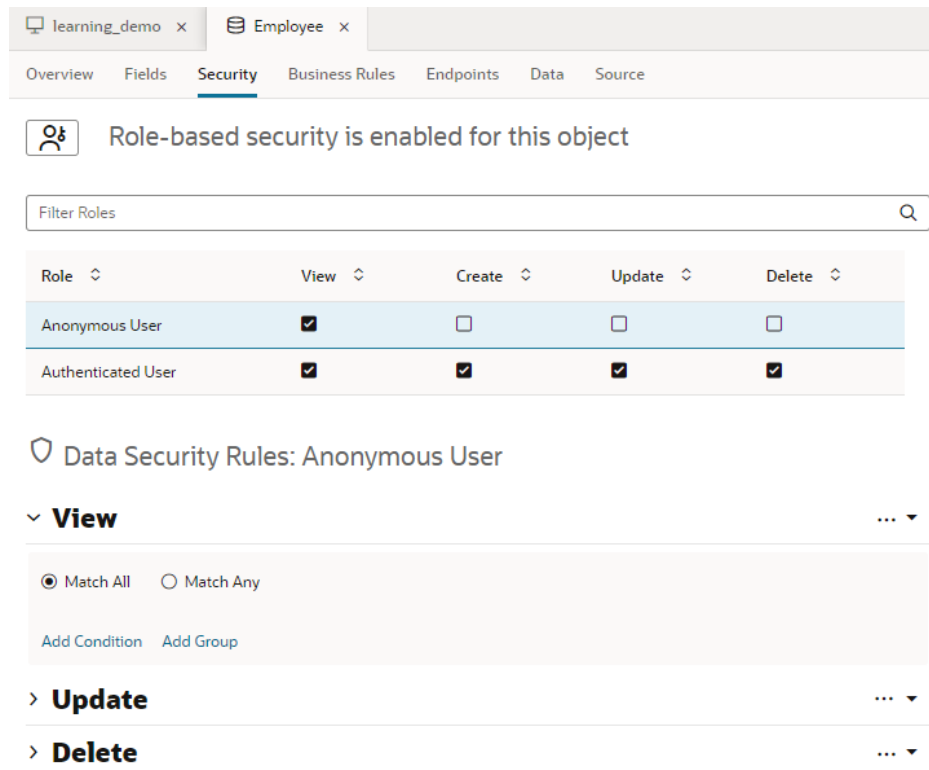 learning_demo × Employee ×
Overview Fields Security Business Rules Endpoints Data Source
Role-based security is enabled for this object
Filter Roles
Role View Create Update Delete
Anonymous User
Authenticated User
Data Security Rules: Anonymous User
View ...
Match All Match Any
Add Condition Add Group
Update ...
Delete ...